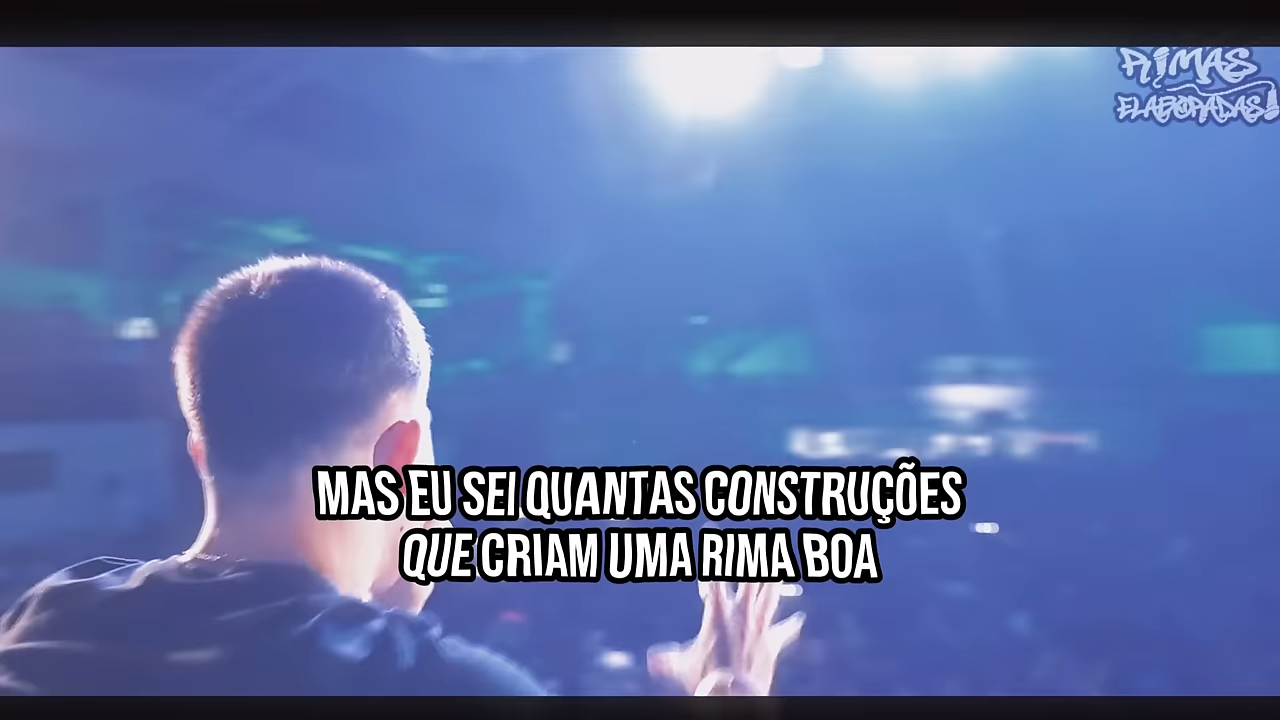 RIMAS
ELABORADAS!
MAS EU SEI QUANTAS CONSTRUÇÕES
QUE CRIAM UMA RIMA BOA